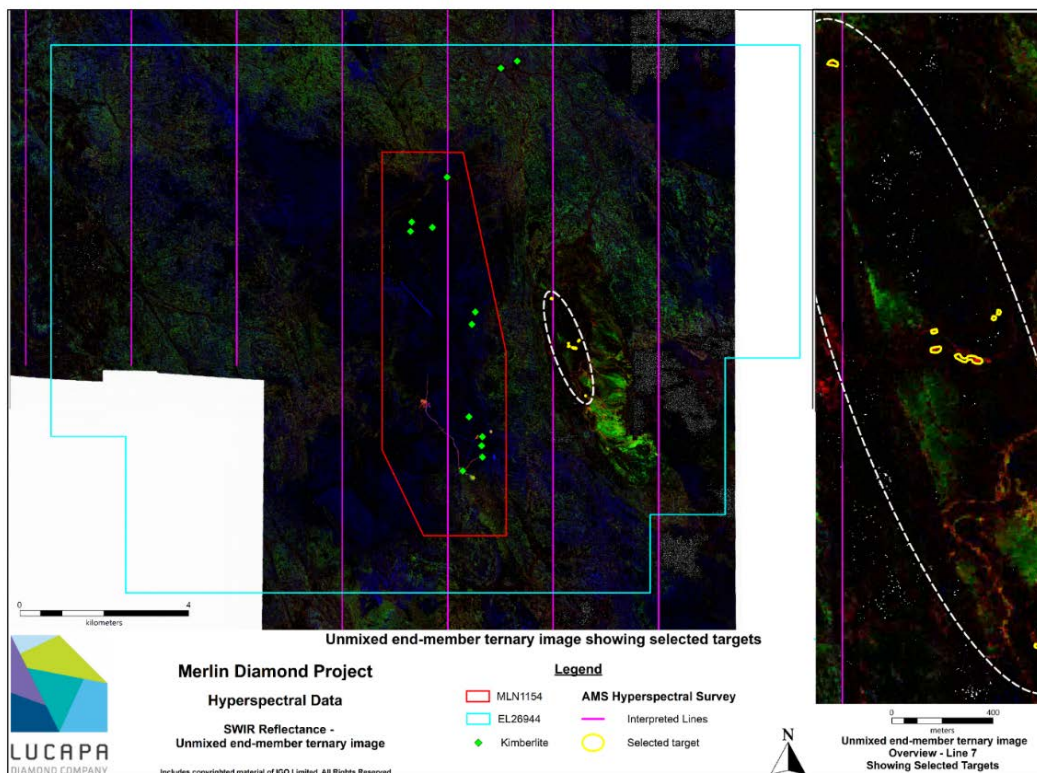 4
kilometers
Unmixed end-member ternary image showing selected targets
LUCAPA
DIAMOND COMPANY
Merlin Diamond Project
Hyperspectral Data
SWIR Reflectance -
Unmixed end-member ternary image
Includes copyrighted material of IGO Limited. All Rights Reserved
Legend
MLN1154
EL26944
Kimberlite
AMS Hyperspectral Survey
Interpreted Lines
Selected target
N
0
400
meters
Unmixed end-member ternary image
Overview - Line 7
Showing Selected Targets
0